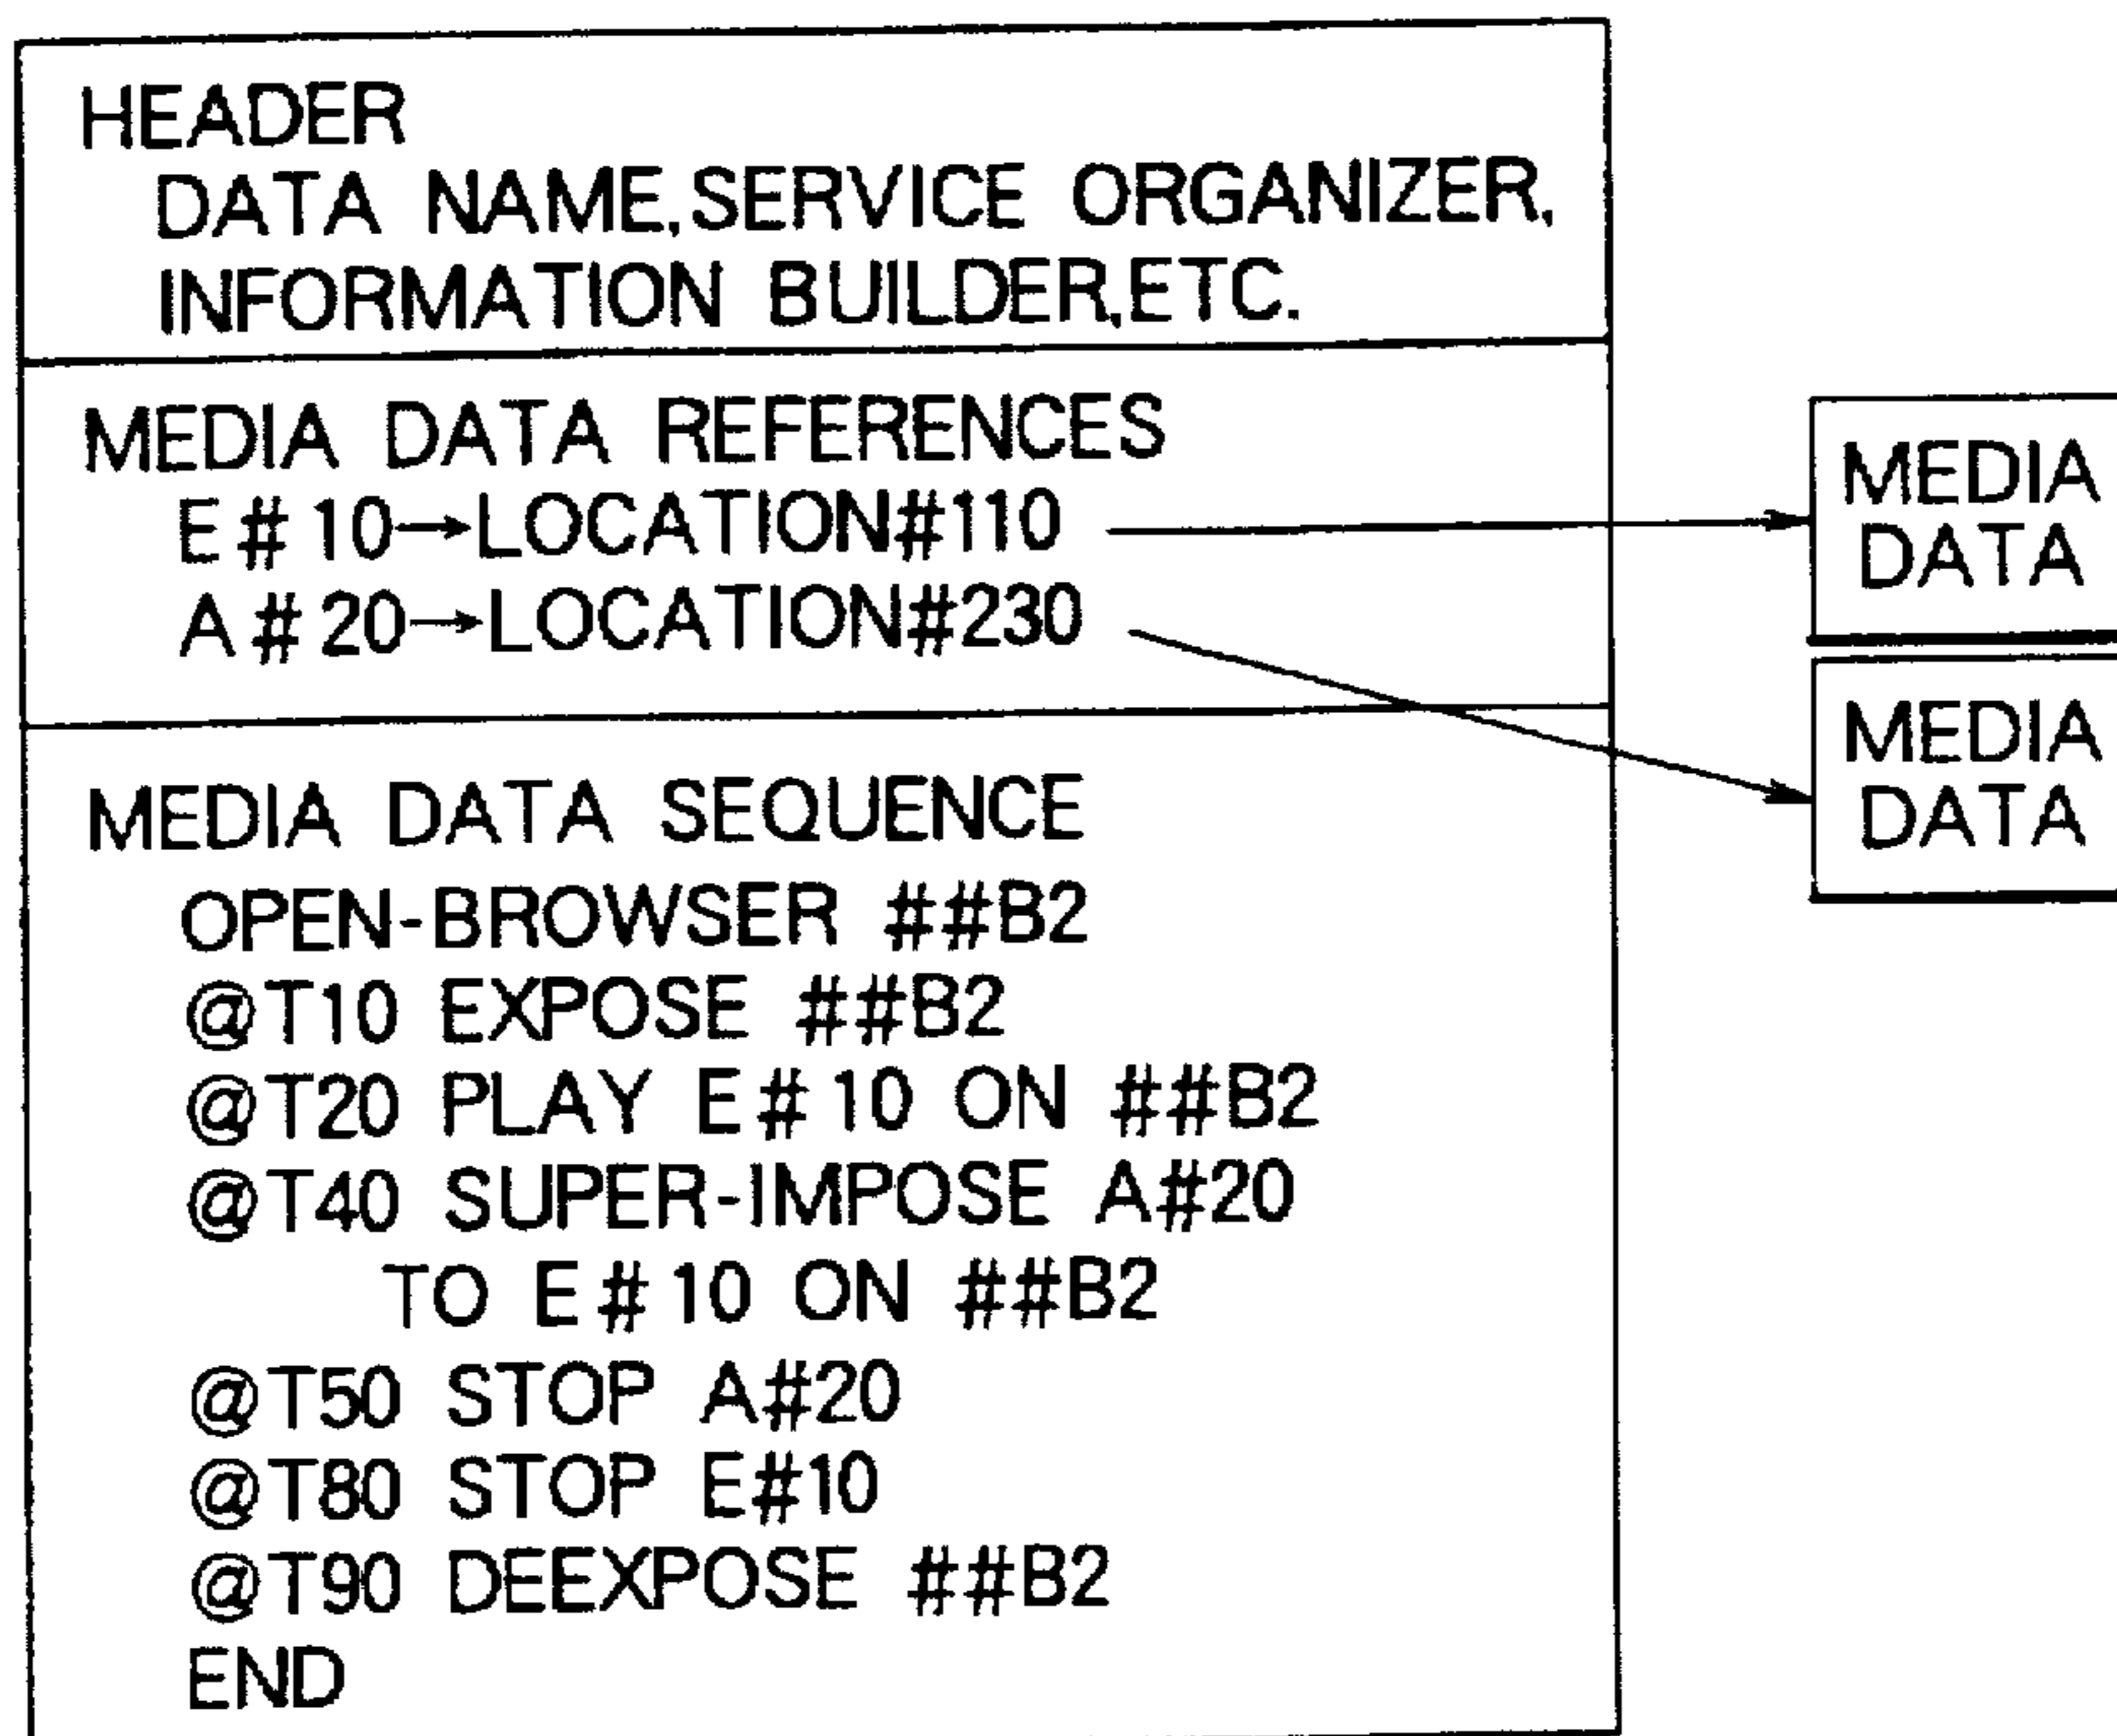 HEADER
DATA NAME,SERVICE ORGANIZER,
INFORMATION BUILDER,ETC.
MEDIA DATA REFERENCES
E#10→LOCATION#110
A#20→LOCATION#230
MEDIA DATA SEQUENCE
OPEN-BROWSER ##B2
@T10 EXPOSE ##B2
@T20 PLAY E#10 ON ##B2
@T40 SUPER-IMPOSE A#20
TO E#10 ON ##B2
@T50 STOP A#20
@T80 STOP E#10
@T90 DEEXPOSE ##B2
END
MEDIA
DATA
MEDIA
DATA